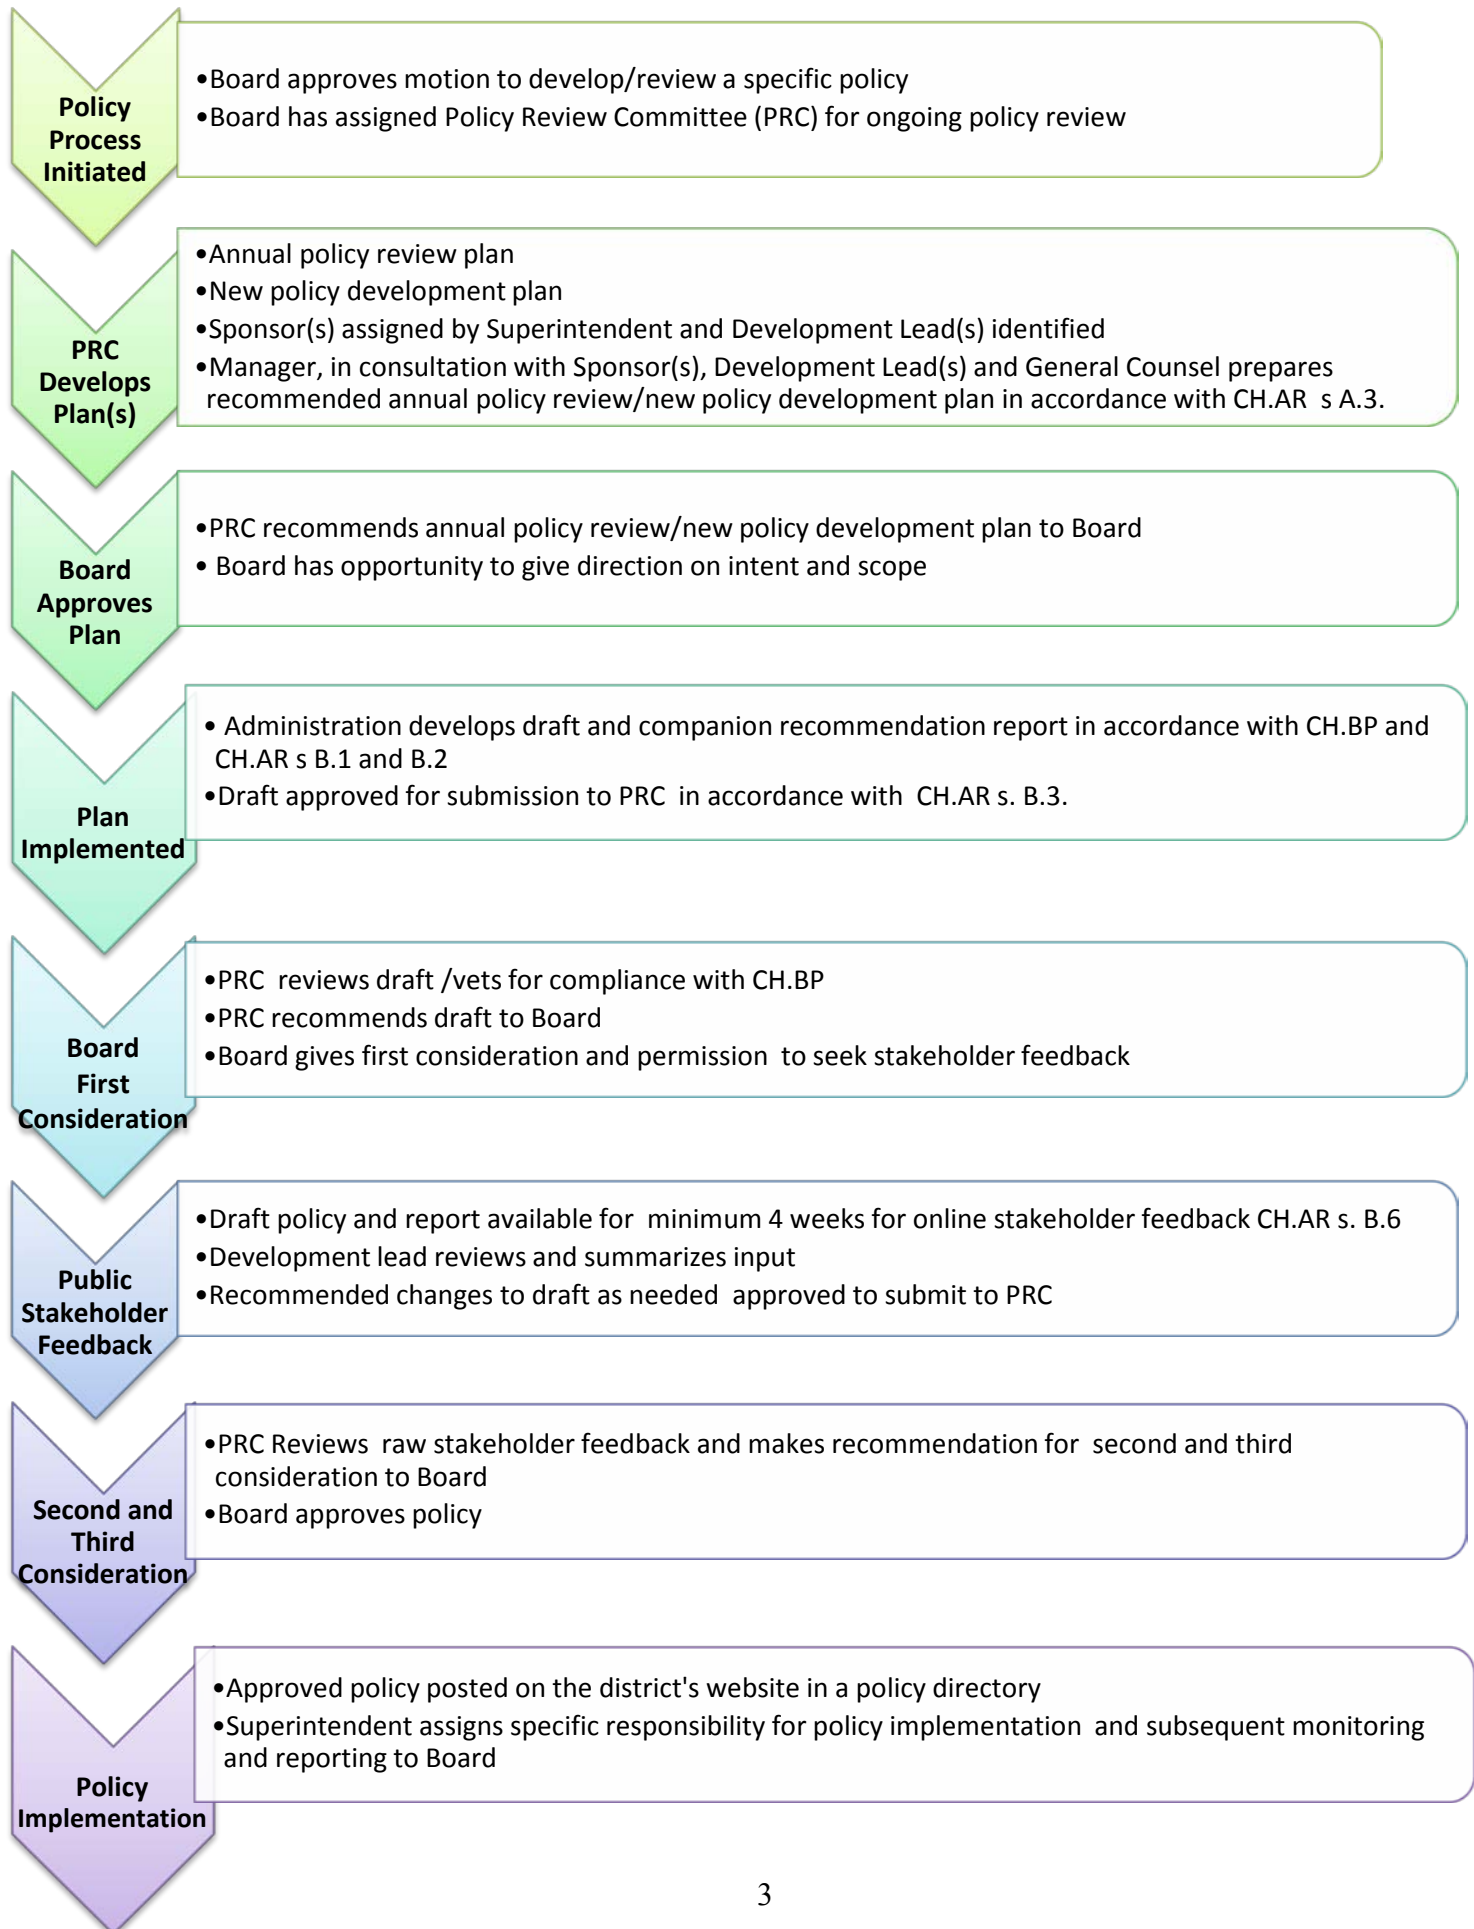 Policy
Process
Initiated
•Board approves motion to develop/review a specific policy
•Board has assigned Policy Review Committee (PRC) for ongoing policy review
PRC
Develops
Plan(s)
•Annual policy review plan
•New policy development plan
•Sponsor(s) assigned by Superintendent and Development Lead(s) identified
•Manager, in consultation with Sponsor(s), Development Lead(s) and General Counsel prepares
recommended annual policy review/new policy development plan in accordance with CH.AR s A.3.
Board
Approves
Plan
•PRC recommends annual policy review/new policy development plan to Board
• Board has opportunity to give direction on intent and scope
Plan
Implemented
• Administration develops draft and companion recommendation report in accordance with CH.BP and
CH.AR s B.1 and B.2
•Draft approved for submission to PRC in accordance with CH.AR s. B.3.
Board
First
Consideration
•PRC reviews draft /vets for compliance with CH.BP
•PRC recommends draft to Board
•Board gives first consideration and permission to seek stakeholder feedback
Public
Stakeholder
Feedback
•Draft policy and report available for minimum 4 weeks for online stakeholder feedback CH.AR s. B.6
•Development lead reviews and summarizes input
•Recommended changes to draft as needed approved to submit to PRC
Second and
Third
Consideration
•PRC Reviews raw stakeholder feedback and makes recommendation for second and third
consideration to Board
•Board approves policy
Policy
Implementation
•Approved policy posted on the district's website in a policy directory
•Superintendent assigns specific responsibility for policy implementation and subsequent monitoring
and reporting to Board
3